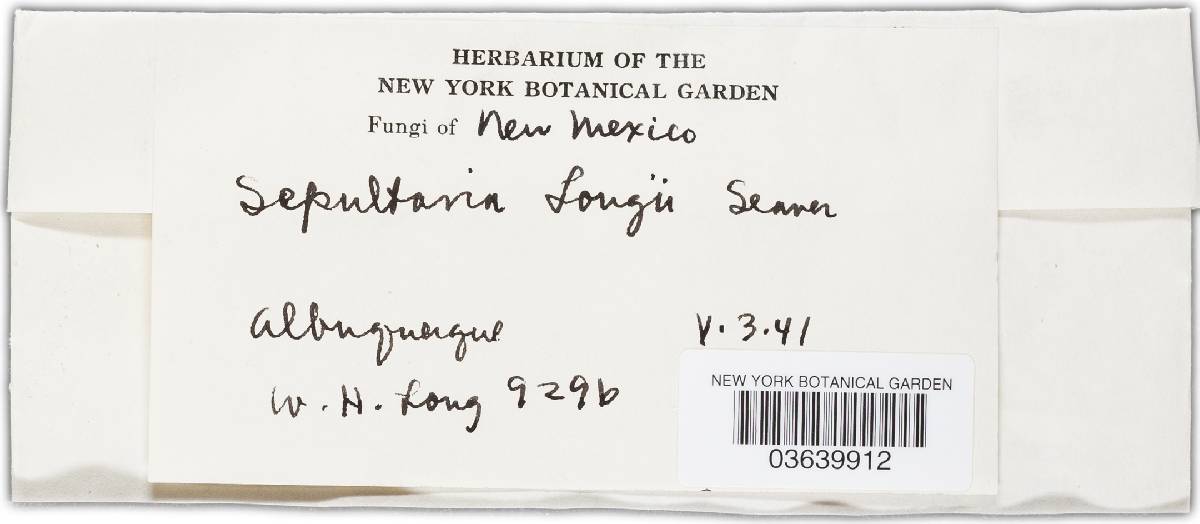 HERBARIUM OF THE
NEW YORK BOTANICAL GARDEN
Fungi of New Mexico
Sepultaria Longii Seaver
Albuquerque V.3.41
W. H. Long 9296
NEW YORK BOTANICAL GARDEN
03639912